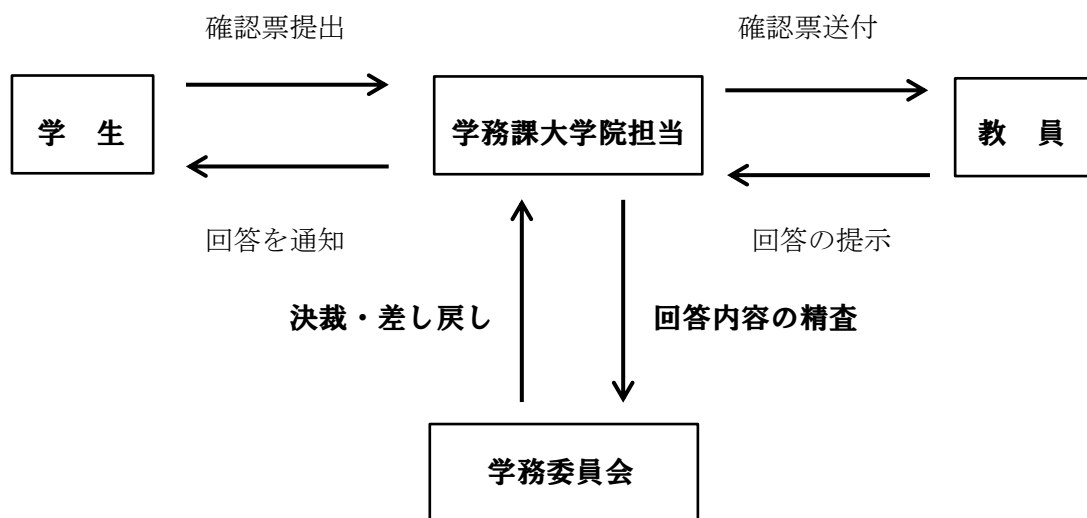 確認票提出
確認票送付
学　生
学務課大学院担当
教　員
回答を通知
回答の提示
決裁・差し戻し
回答内容の精査
学務委員会